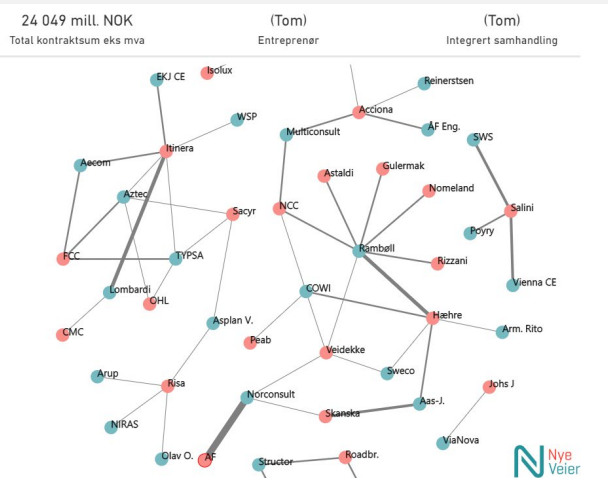 24 049 mill. NOK
(Tom)
(Tom)
Total kontraktsum eks mva
Entreprenør
Integrert samhandling
EKJ CE
Isolux
Reinerstsen
Acciona
WSP
Multiconsult
ÅF Eng.
SWS
Itinera
Aecom
Astaldi
Gulermak
Aztec
Nomeland
Sacyr
NCC
Salini
Poyry
FCC
TYPSA
Rambøll
Rizzani
Lombardi
COWI
Vienna CE
OHL
CMC
Asplan V.
Hæhre
Arm. Rito
Peab
Veidekke
Arup
Risa
Sweco
Johs J
Norconsult
Aas-J.
Skanska
NIRAS
ViaNova
Olav O.
AF
Structor
Roadbr.
Nye
Veier